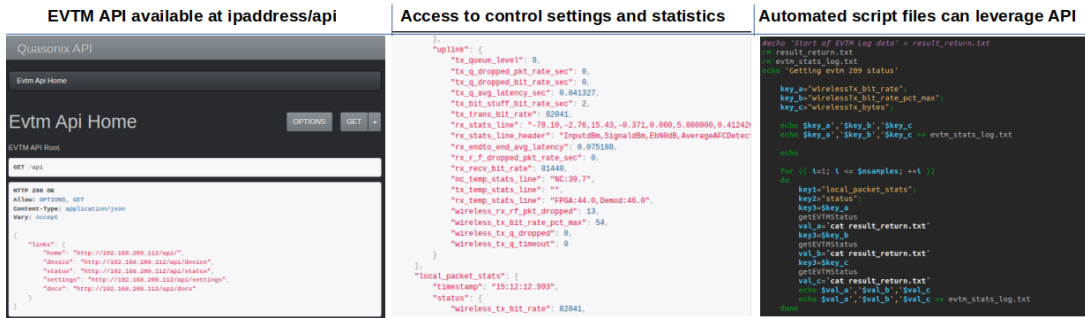 EVTM API available at ipaddress/api
Quasonix API
Evtm Api Home
Evtm Api Home
OPTIONS
GET
EVTM API Root.
GET /api
HTTP 200 OK
Allow: OPTIONS, GET
Content-Type: application/json
Vary: Accept
{
"links": {
"home": "http://192.168.209.112/api/",
"device": "http://192.168.209.112/api/device",
"status": "http://192.168.209.112/api/status",
"settings": "http://192.168.209.112/api/settings",
"docs": "http://192.168.209.112/api/docs"
}
}
Access to control settings and statistics
},
"uplink": {
"tx_queue_level": 9,
"tx_q_dropped_pkt_rate_sec": 0,
"tx_q_dropped_bit_rate_sec": 0,
"tx_q_avg_latency_sec": 0.041327,
"tx_bit_stuff_bit_rate_sec": 2,
"tx_trans_bit_rate": 82041,
"rx_stats_line": "-78.10,-2.76,15.43,-0.371,0.000,5.000000,0.412420
"rx_stats_line_header": "InputdBm,SignaldBm,EbN0dB,AverageAFCDetect
"rx_endto_end_avg_latency": 0.075188,
"rx_r_f_dropped_pkt_rate_sec": 0,
"rx_recv_bit_rate": 81440,
"nc_temp_stats_line": "NC:39.7",
"tx_temp_stats_line": "",
"rx_temp_stats_line": "FPGA:44.0,Demod:46.0",
"wireless_rx_rf_pkt_dropped": 13,
"wireless_tx_bit_rate_pct_max": 54,
"wireless_tx_q_dropped": 0,
"wireless_tx_q_timeout": 0
}
},
"local_packet_stats": {
"timestamp": "15:12:12.993",
"status": {
"wireless_tx_bit_rate": 82041,
Automated script files can leverage API
#echo 'Start of EVTM Log data' > result_return.txt
rm result_return.txt
rm evtm_stats_log.txt
echo 'Getting evtm 209 status'
key_a="wirelessTx_bit_rate";
key_b="wirelessTx_bit_rate_pct_max";
key_c="wirelessTx_bytes";
echo $key_a','$key_b','$key_c
echo $key_a','$key_b','$key_c >> evtm_stats_log.txt
echo
for (( i=1; i <= $nsamples; ++i ))
do
key1="local_packet_stats";
key2="status";
key3=$key_a
getEVTMStatus
val_a=`cat result_return.txt`
key3=$key_b
getEVTMStatus
val_b=`cat result_return.txt`
key3=$key_c
getEVTMStatus
val_c=`cat result_return.txt`
echo $val_a','$val_b','$val_c
echo $val_a','$val_b','$val_c >> evtm_stats_log.txt
done